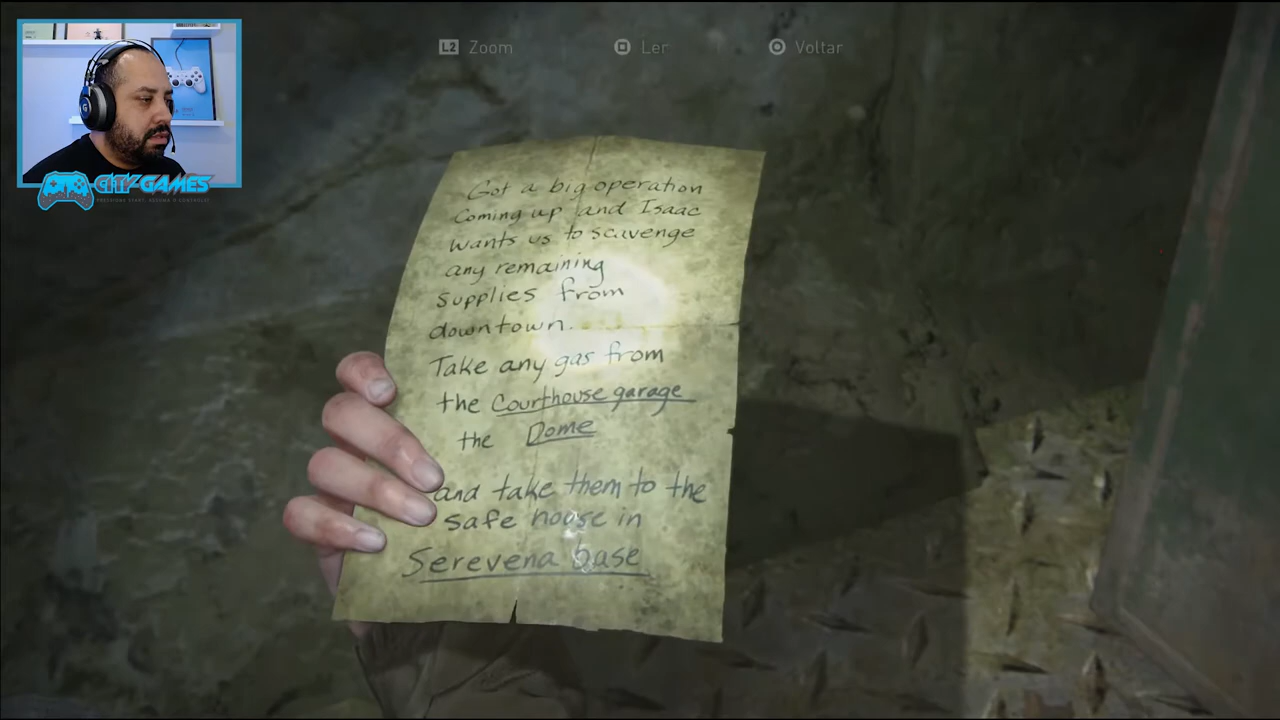 L2 Zoom
Ler
Voltar
CITY GAMES
Got a big operation
coming up and Isaac
wants us to scavenge
any remaining
supplies from
downtown.
Take any gas from
the Courthouse garage
the Dome
and take them to the
safe house in
Serevena base